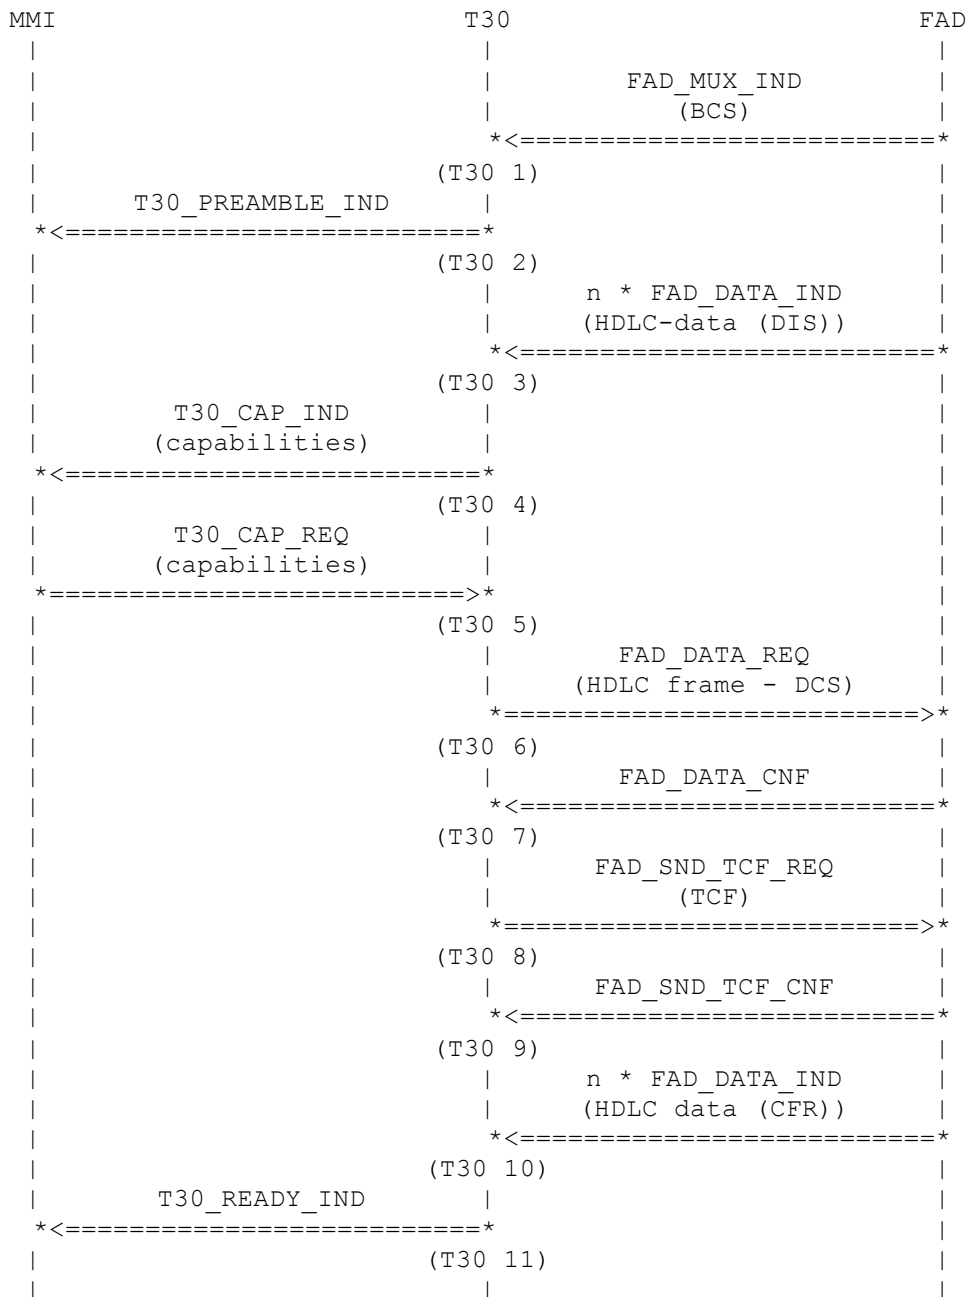 MMI T30 FAD
| | |
| | FAD_MUX_IND |
| | (BCS) |
| *<==========================*
| (T30 1) |
| T30_PREAMBLE_IND | |
*<==========================* |
| (T30 2) |
| | n * FAD_DATA_IND |
| | (HDLC-data (DIS)) |
| *<==========================*
| (T30 3) |
| T30_CAP_IND | |
| (capabilities) | |
*<==========================* |
| (T30 4) |
| T30_CAP_REQ | |
| (capabilities) | |
*==========================>* |
| (T30 5) |
| | FAD_DATA_REQ |
| | (HDLC frame - DCS) |
| *==========================>*
| (T30 6) |
| | FAD_DATA_CNF |
| *<==========================*
| (T30 7) |
| | FAD_SND_TCF_REQ |
| | (TCF) |
| *==========================>*
| (T30 8) |
| | FAD_SND_TCF_CNF |
| *<==========================*
| (T30 9) |
| | n * FAD_DATA_IND |
| | (HDLC data (CFR)) |
| *<==========================*
| (T30 10) |
| T30_READY_IND | |
*<==========================* |
| (T30 11) |
| | |